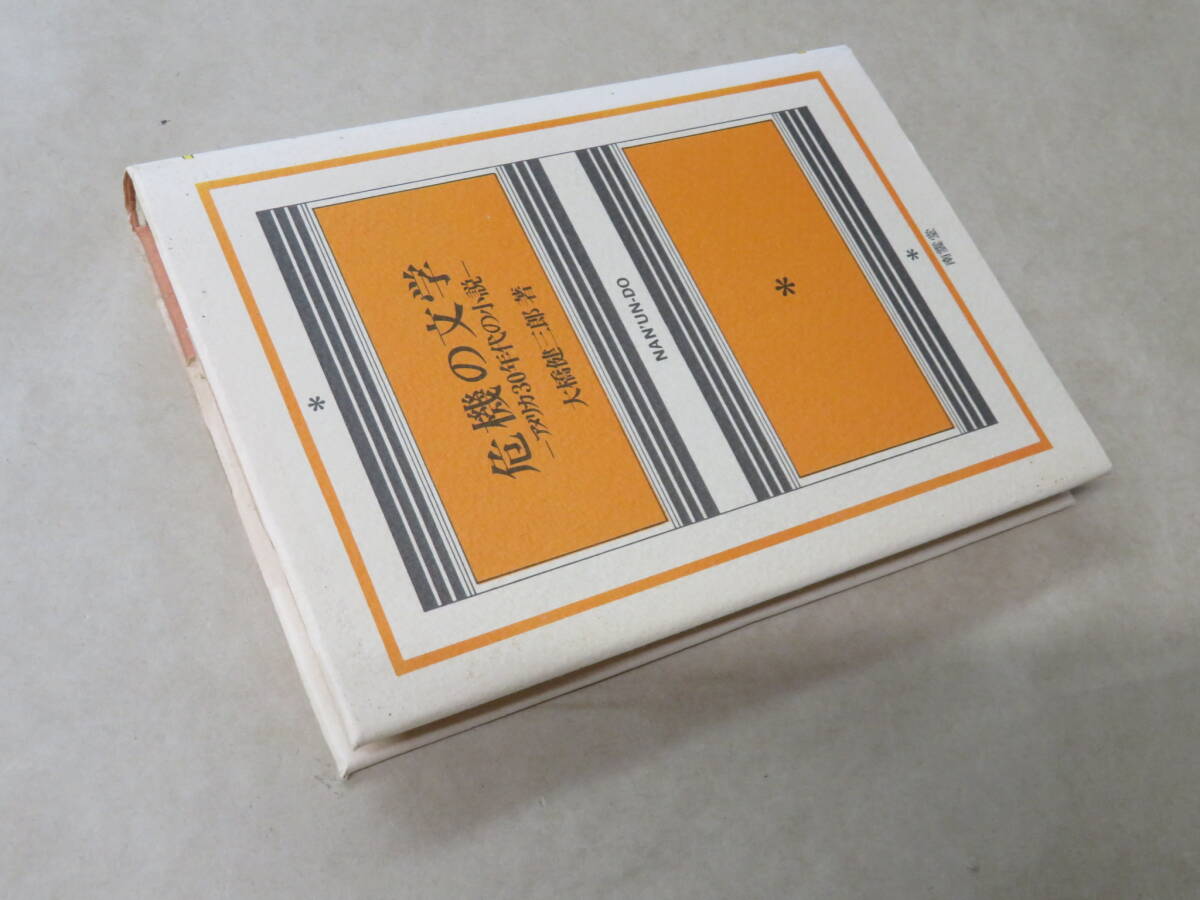 *
危機の文学
—アメリカ30年代の小説—
大橋健三郎 著
NAN'UN-DO
*
*
南雲堂